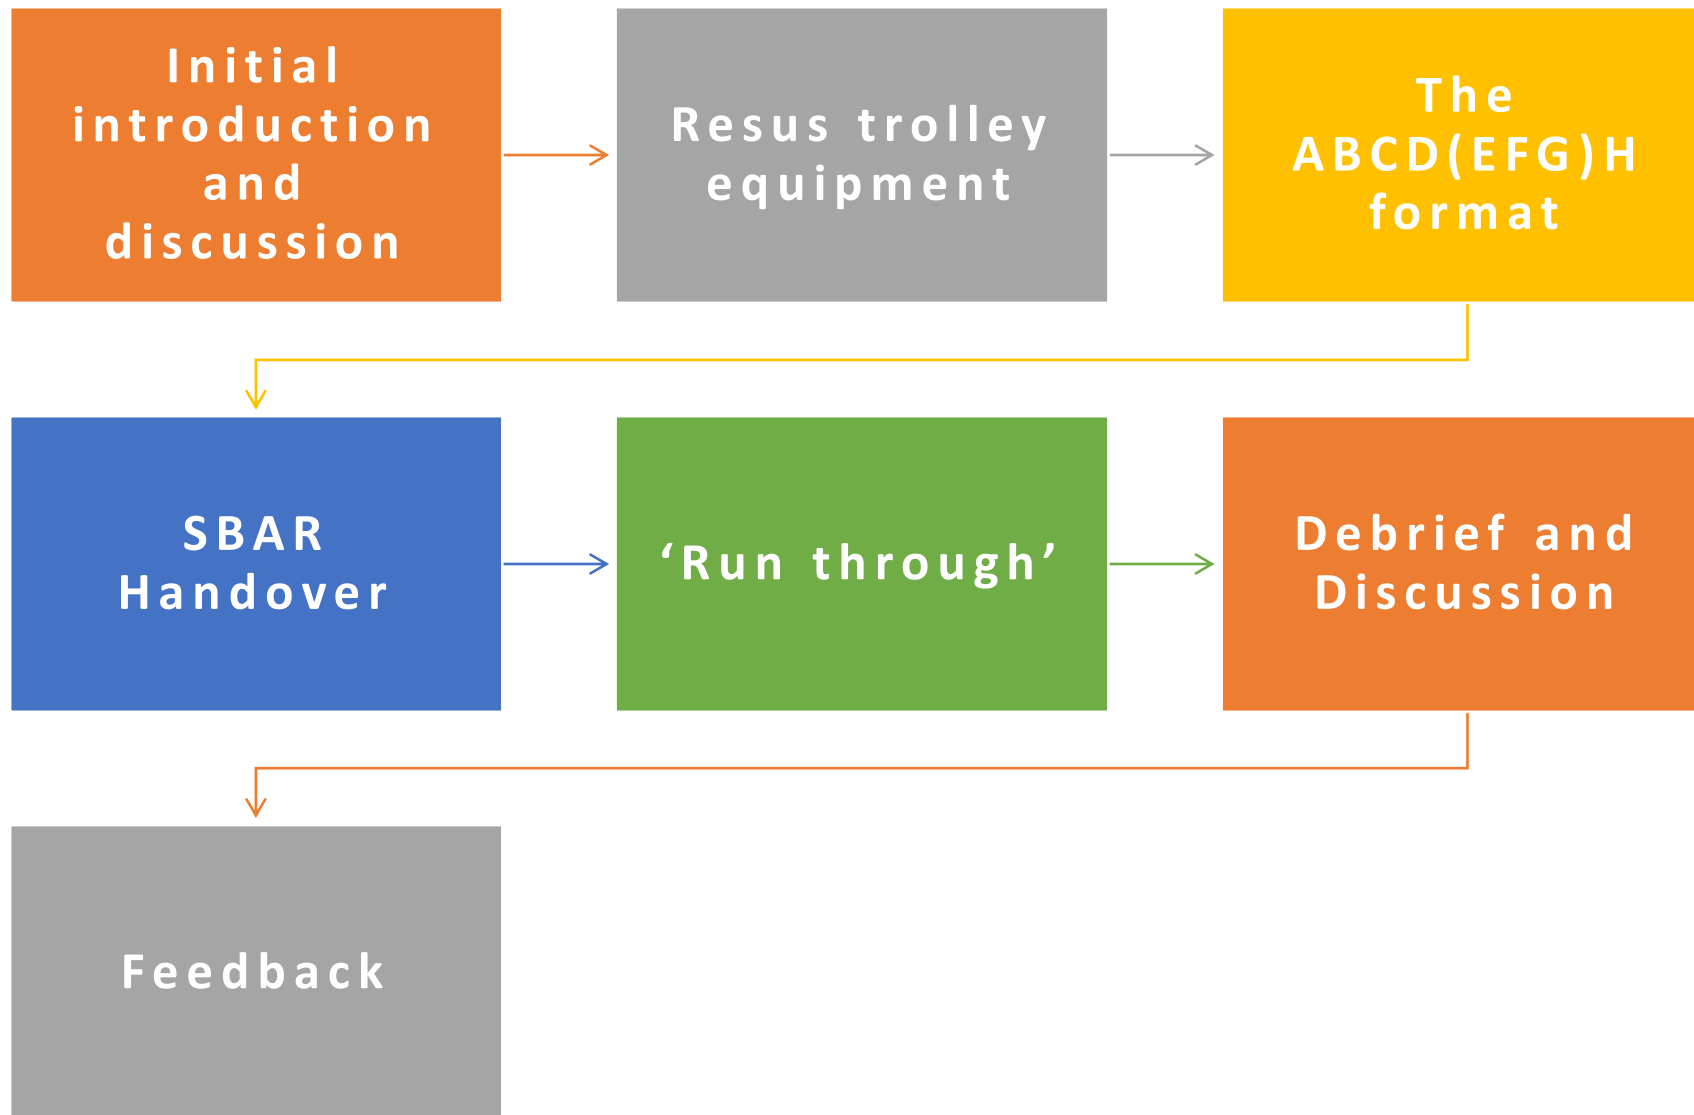 Initial
introduction
and
discussion
Resus trolley
equipment
The
ABCD(EFG)H
format
SBAR
Handover
‘Run through’
Debrief and
Discussion
Feedback